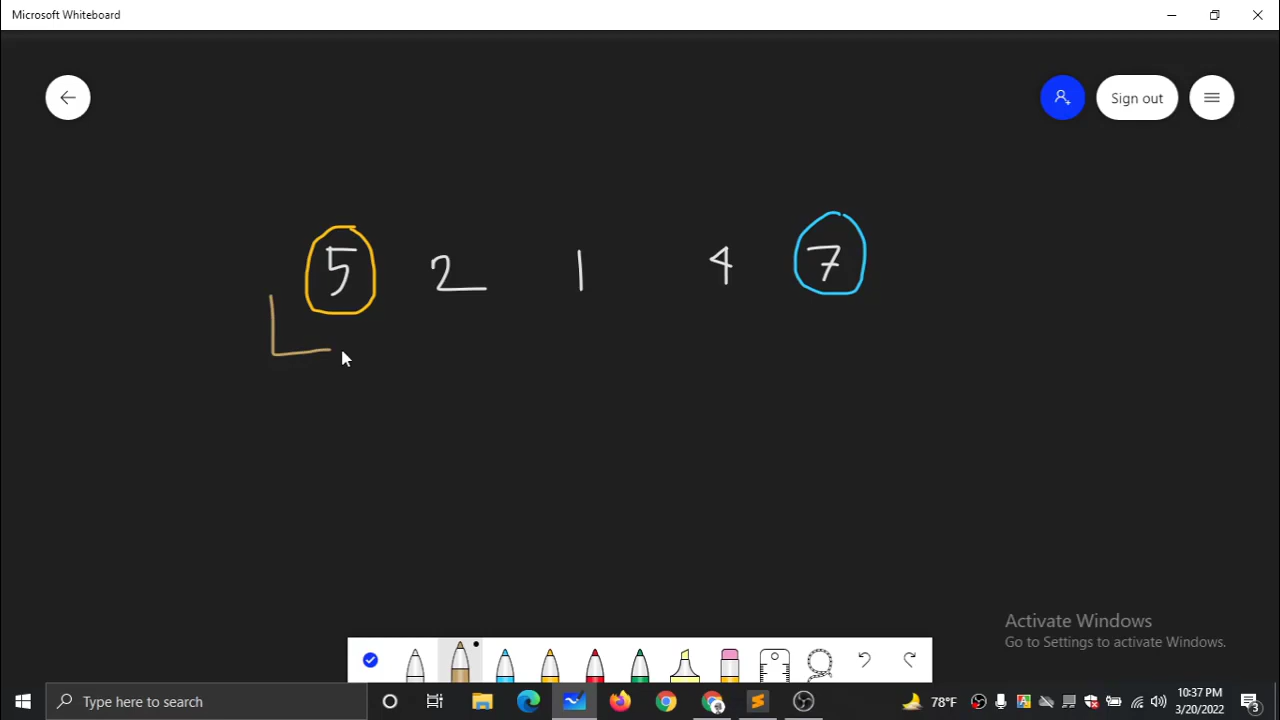 Microsoft Whiteboard
Sign out
5 2 1 4 7
Activate Windows
Go to Settings to activate Windows.
Type here to search
78°F
10:37 PM
3/20/2022
3